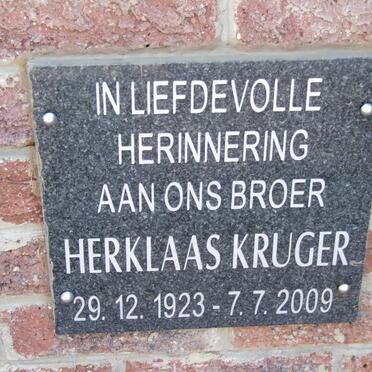 IN LIEFDEVOLLE
HERINNERING
AAN ONS BROER
HERKLAAS KRUGER
29. 12. 1923 - 7. 7. 2009